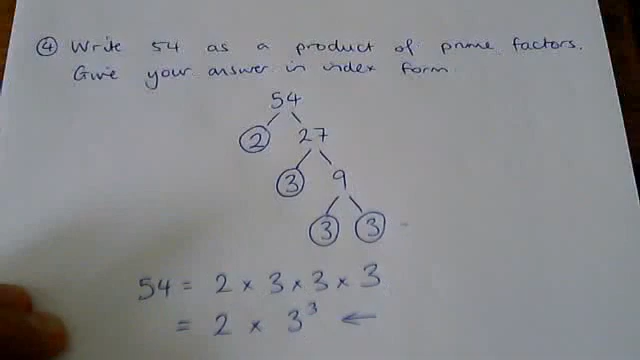 ④ Write 54 as a product of prime factors.
Give your answer in index form
54
2 27
3 9
3 3
54 = 2 × 3 × 3 × 3
= 2 × 3³ ←